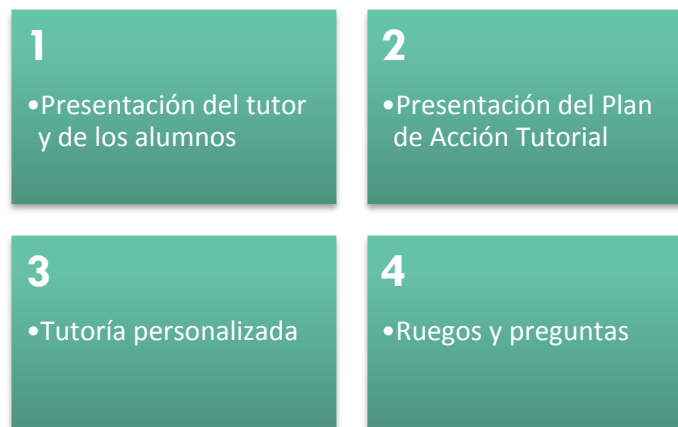 1
•Presentación del tutor
y de los alumnos
2
•Presentación del Plan
de Acción Tutorial
3
•Tutoría personalizada
4
•Ruegos y preguntas